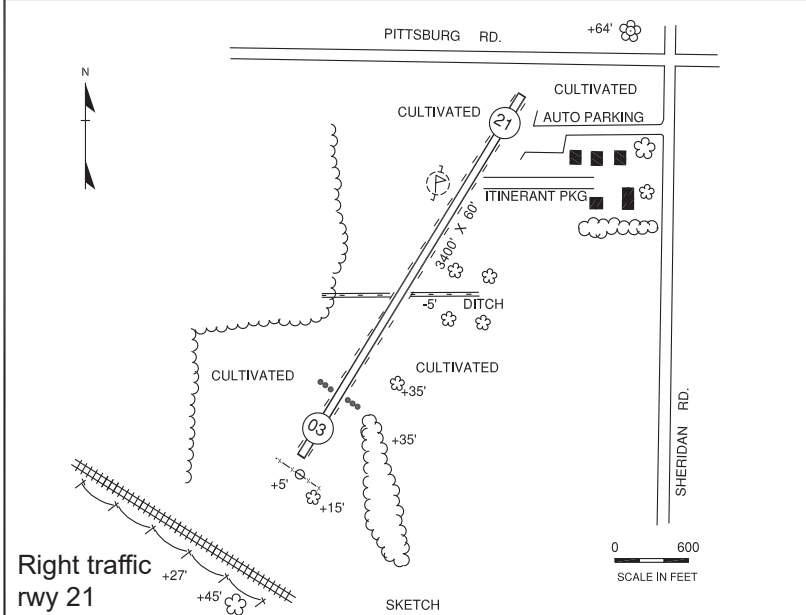 +64'
PITTSBURG RD.
N
CULTIVATED
CULTIVATED
AUTO PARKING
21
ITINERANT PKG
3400' X 60'
-5' DITCH
CULTIVATED
CULTIVATED
+35'
03
+35'
SHERIDAN RD.
+5'
+15'
0 600
SCALE IN FEET
Right traffic
rwy 21
+27'
+45'
SKETCH